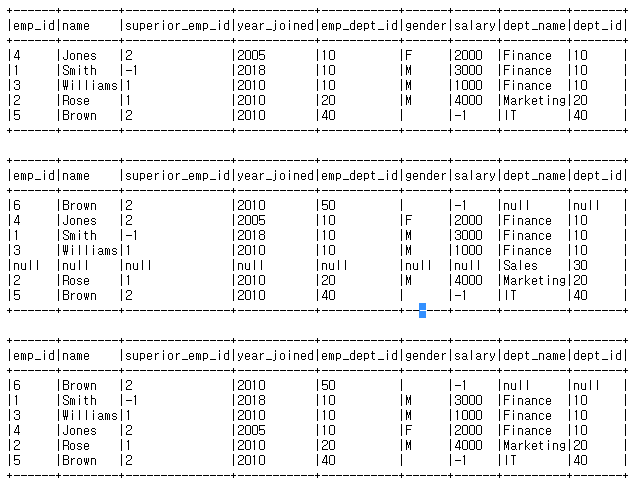 +------+--------+---------------+-----------+-----------+------+------+---------+-------+
|emp_id|name    |superior_emp_id|year_joined|emp_dept_id|gender|salary|dept_name|dept_id|
+------+--------+---------------+-----------+-----------+------+------+---------+-------+
|4     |Jones   |2              |2005       |10         |F     |2000  |Finance  |10     |
|1     |Smith   |-1             |2018       |10         |M     |3000  |Finance  |10     |
|3     |Williams|1              |2010       |10         |M     |1000  |Finance  |10     |
|2     |Rose    |1              |2010       |20         |M     |4000  |Marketing|20     |
|5     |Brown   |2              |2010       |40         |      |-1    |IT       |40     |
+------+--------+---------------+-----------+-----------+------+------+---------+-------+
+------+--------+---------------+-----------+-----------+------+------+---------+-------+
|emp_id|name    |superior_emp_id|year_joined|emp_dept_id|gender|salary|dept_name|dept_id|
+------+--------+---------------+-----------+-----------+------+------+---------+-------+
|6     |Brown   |2              |2010       |50         |      |-1    |null     |null   |
|4     |Jones   |2              |2005       |10         |F     |2000  |Finance  |10     |
|1     |Smith   |-1             |2018       |10         |M     |3000  |Finance  |10     |
|3     |Williams|1              |2010       |10         |M     |1000  |Finance  |10     |
|null  |null    |null           |null       |null       |null  |null  |Sales    |30     |
|2     |Rose    |1              |2010       |20         |M     |4000  |Marketing|20     |
|5     |Brown   |2              |2010       |40         |      |-1    |IT       |40     |
+------+--------+---------------+-----------+-----------+------+------+---------+-------+
+------+--------+---------------+-----------+-----------+------+------+---------+-------+
|emp_id|name    |superior_emp_id|year_joined|emp_dept_id|gender|salary|dept_name|dept_id|
+------+--------+---------------+-----------+-----------+------+------+---------+-------+
|6     |Brown   |2              |2010       |50         |      |-1    |null     |null   |
|1     |Smith   |-1             |2018       |10         |M     |3000  |Finance  |10     |
|3     |Williams|1              |2010       |10         |M     |1000  |Finance  |10     |
|4     |Jones   |2              |2005       |10         |F     |2000  |Finance  |10     |
|2     |Rose    |1              |2010       |20         |M     |4000  |Marketing|20     |
|5     |Brown   |2              |2010       |40         |      |-1    |IT       |40     |
+------+--------+---------------+-----------+-----------+------+------+---------+-------+